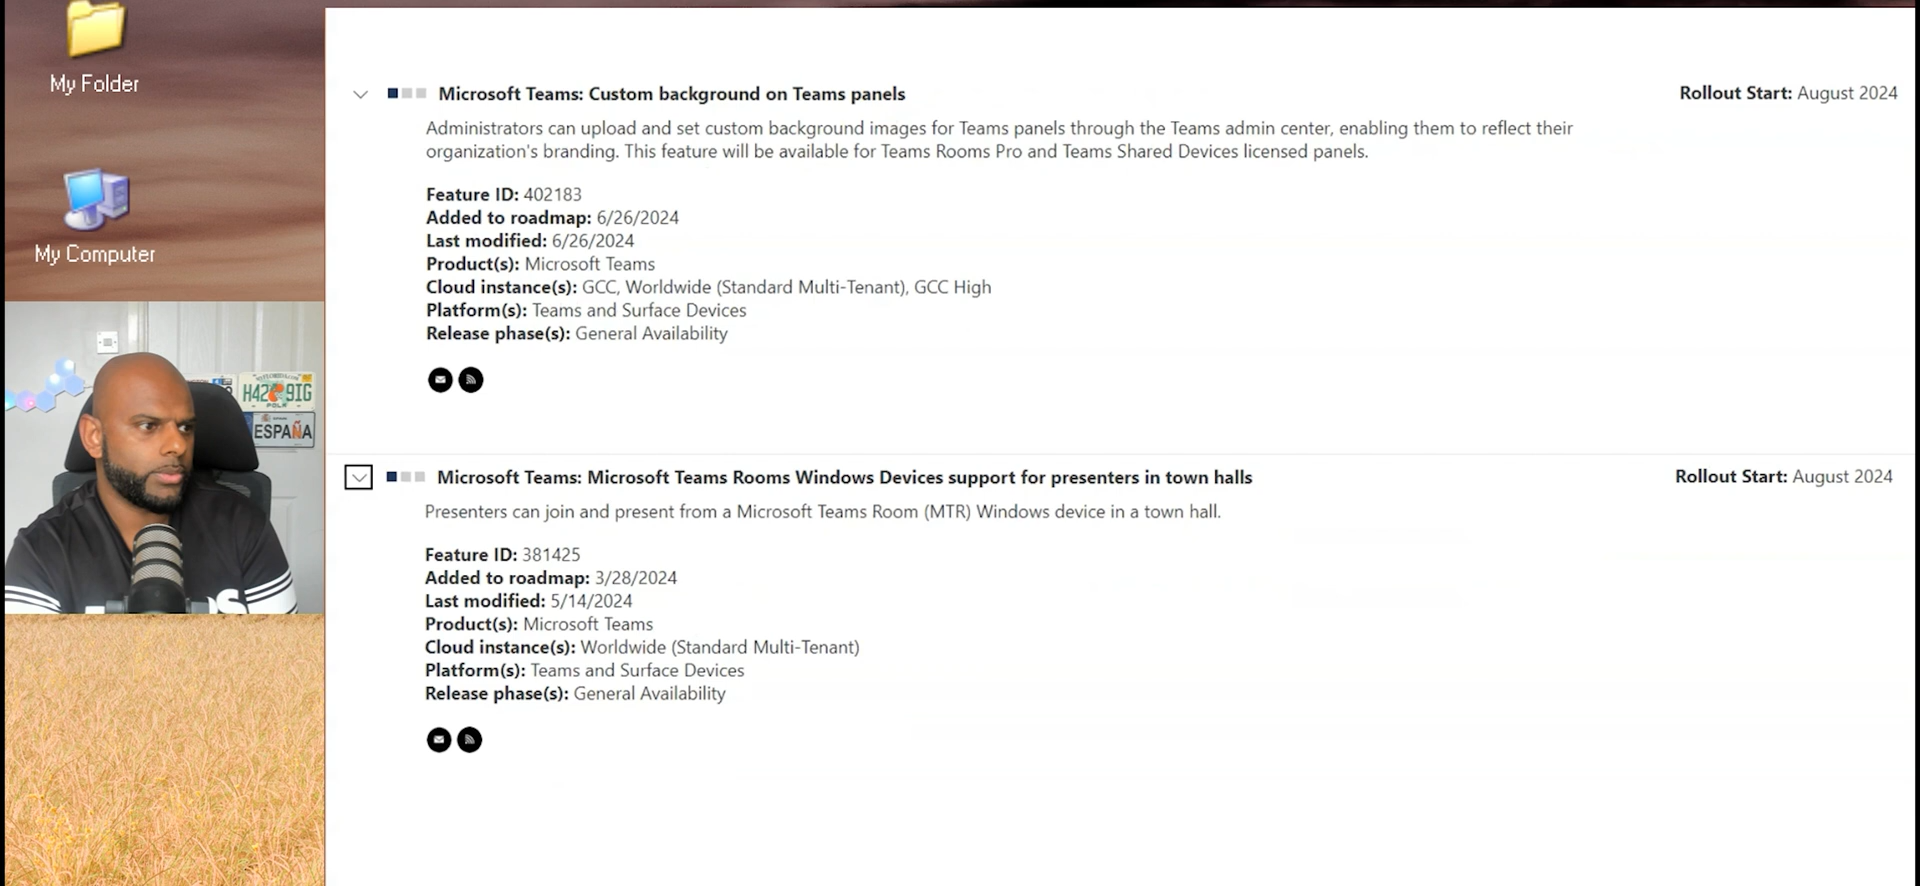 My Folder
My Computer
H42 9IG
ESPAÑA
Microsoft Teams: Custom background on Teams panels
Rollout Start: August 2024
Administrators can upload and set custom background images for Teams panels through the Teams admin center, enabling them to reflect their
organization's branding. This feature will be available for Teams Rooms Pro and Teams Shared Devices licensed panels.
Feature ID: 402183
Added to roadmap: 6/26/2024
Last modified: 6/26/2024
Product(s): Microsoft Teams
Cloud instance(s): GCC, Worldwide (Standard Multi-Tenant), GCC High
Platform(s): Teams and Surface Devices
Release phase(s): General Availability
Microsoft Teams: Microsoft Teams Rooms Windows Devices support for presenters in town halls
Rollout Start: August 2024
Presenters can join and present from a Microsoft Teams Room (MTR) Windows device in a town hall.
Feature ID: 381425
Added to roadmap: 3/28/2024
Last modified: 5/14/2024
Product(s): Microsoft Teams
Cloud instance(s): Worldwide (Standard Multi-Tenant)
Platform(s): Teams and Surface Devices
Release phase(s): General Availability